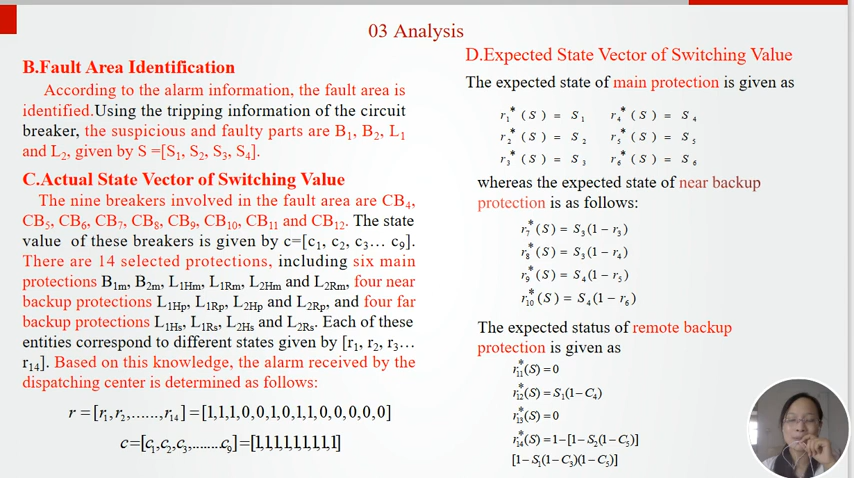 03 Analysis
B.Fault Area Identification
According to the alarm information, the fault area is
identified.Using the tripping information of the circuit
breaker, the suspicious and faulty parts are B₁, B₂, L₁
and L₂, given by S =[S₁, S₂, S₃, S₄].
C.Actual State Vector of Switching Value
The nine breakers involved in the fault area are CB₄,
CB₅, CB₆, CB₇, CB₈, CB₉, CB₁₀, CB₁₁ and CB₁₂. The state
value of these breakers is given by c=[c₁, c₂, c₃... c₉].
There are 14 selected protections, including six main
protections B₁ₘ, B₂ₘ, L₁Hₘ, L₁Rₘ, L₂Hₘ and L₂Rₘ, four near
backup protections L₁Hₚ, L₁Rₚ, L₂Hₚ and L₂Rₚ, and four far
backup protections L₁Hₛ, L₁Rₛ, L₂Hₛ and L₂Rₛ. Each of these
entities correspond to different states given by [r₁, r₂, r₃...
r₁₄]. Based on this knowledge, the alarm received by the
dispatching center is determined as follows:
r = [r₁,r₂,......,r₁₄] = [1,1,1,0,0,1,0,1,1,0,0,0,0,0]
c=[c₁,c₂,c₃,........c₉]=[1,1,1,1,1,1,1,1,1]
D.Expected State Vector of Switching Value
The expected state of main protection is given as
r₁*(S) = S₁ r₄*(S) = S₄
r₂*(S) = S₂ r₅*(S) = S₅
r₃*(S) = S₃ r₆*(S) = S₆
whereas the expected state of near backup
protection is as follows:
r₇*(S) = S₃(1−r₃)
r₈*(S) = S₃(1−r₄)
r₉*(S) = S₄(1−r₅)
r₁₀*(S) = S₄(1−r₆)
The expected status of remote backup
protection is given as
r₁₁*(S)=0
r₁₂*(S)=S₁(1-C₄)
r₁₃*(S)=0
r₁₄*(S)=1-[1-S₂(1-C₅)]
[1-S₁(1-C₃)(1-C₅)]